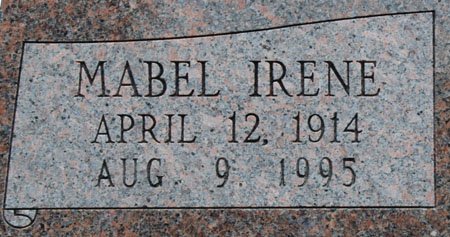 MABEL IRENE
APRIL 12, 1914
AUG 9. 1995